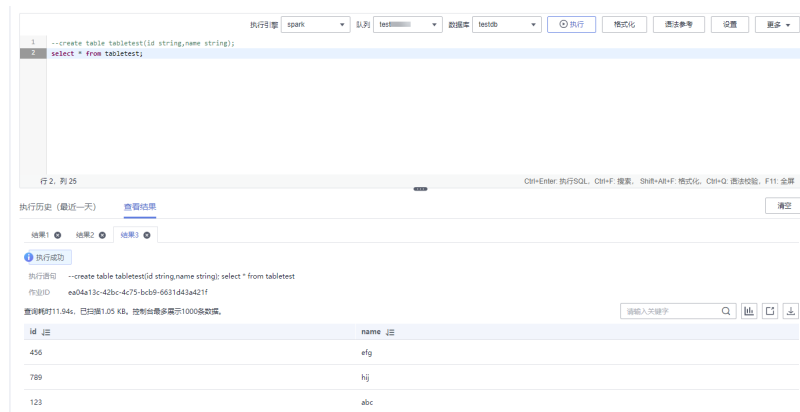 执行引擎 spark 队列 test 数据库 testdb 执行 格式化 语法参考 设置 更多
1 --create table tabletest(id string,name string);
2 select * from tabletest;
行 2，列 25 Ctrl+Enter: 执行SQL，Ctrl+F: 搜索， Shift+Alt+F: 格式化，Ctrl+Q: 语法校验，F11: 全屏
执行历史（最近一天） 查看结果 清空
结果1 结果2 结果3
执行成功
执行语句 --create table tabletest(id string,name string); select * from tabletest
作业ID ea04a13c-42bc-4c75-bcb9-6631d43a421f
查询耗时11.94s，已扫描1.05 KB。控制台最多展示1000条数据。 请输入关键字
id name
456 efg
789 hij
123 abc